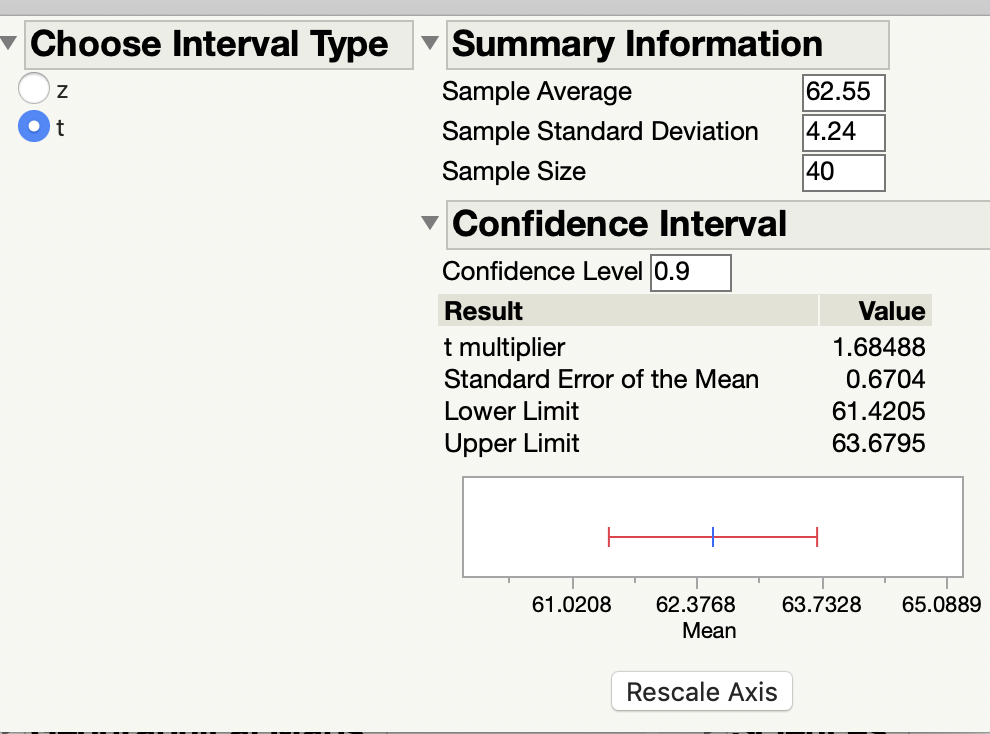 Choose Interval Type
z
t
Summary Information
Sample Average 62.55
Sample Standard Deviation 4.24
Sample Size 40
Confidence Interval
Confidence Level 0.9
Result Value
t multiplier 1.68488
Standard Error of the Mean 0.6704
Lower Limit 61.4205
Upper Limit 63.6795
61.0208 62.3768 63.7328 65.0889
Mean
Rescale Axis